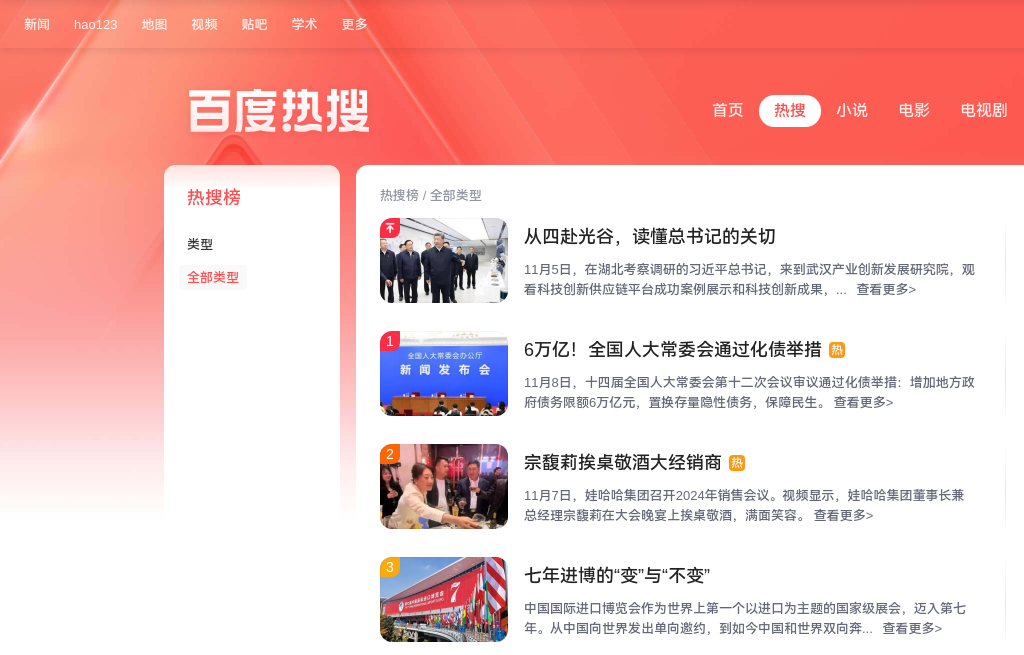 新闻 hao123 地图 视频 贴吧 学术 更多
百度热搜
首页 热搜 小说 电影 电视剧
热搜榜
类型
全部类型
热搜榜 / 全部类型
从四赴光谷，读懂总书记的关切
11月5日，在湖北考察调研的习近平总书记，来到武汉产业创新发展研究院，观
看科技创新供应链平台成功案例展示和科技创新成果，... 查看更多>
1
全国人大常委会办公厅
新闻发布会
6万亿！全国人大常委会通过化债举措 热
11月8日，十四届全国人大常委会第十二次会议审议通过化债举措：增加地方政
府债务限额6万亿元，置换存量隐性债务，保障民生。 查看更多>
2
宗馥莉挨桌敬酒大经销商 热
11月7日，娃哈哈集团召开2024年销售会议。视频显示，娃哈哈集团董事长兼
总经理宗馥莉在大会晚宴上挨桌敬酒，满面笑容。 查看更多>
3
七年进博的“变”与“不变”
中国国际进口博览会作为世界上第一个以进口为主题的国家级展会，迈入第七
年。从中国向世界发出单向邀约，到如今中国和世界双向奔... 查看更多>